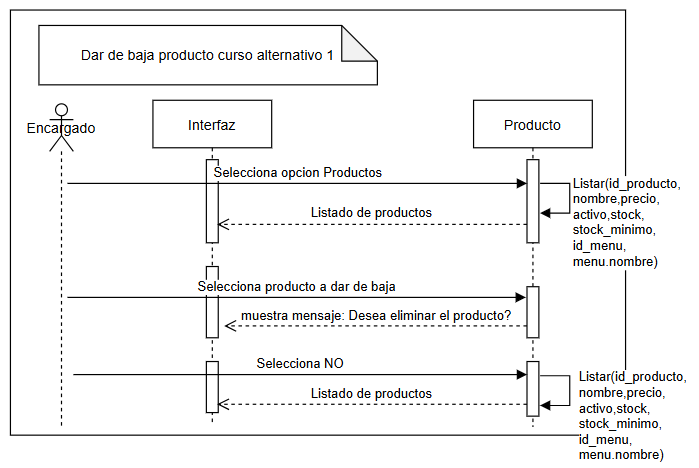 Dar de baja producto curso alternativo 1
Encargado
Interfaz
Producto
Selecciona opcion Productos
Listar(id_producto,
nombre,precio,
activo,stock,
stock_minimo,
id_menu,
menu.nombre)
Listado de productos
Selecciona producto a dar de baja
muestra mensaje: Desea eliminar el producto?
Selecciona NO
Listar(id_producto,
nombre,precio,
activo,stock,
stock_minimo,
id_menu,
menu.nombre)
Listado de productos